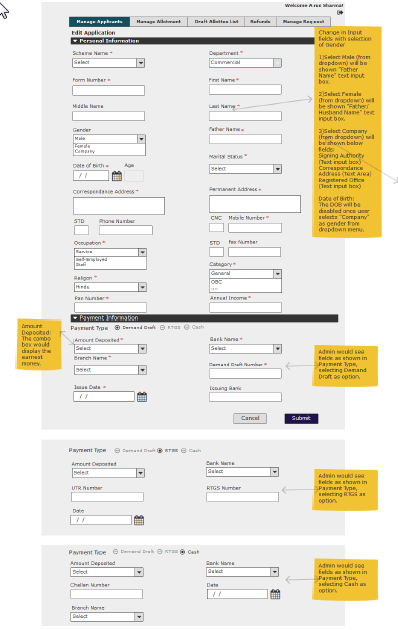 Welcome Arun Sharma!
Manage Applicants Manage Allotment Draft Allottee List Refunds Manage Request
Edit Application
Personal Information
Scheme Name *
Select
Department *
Commercial
Form Number *
First Name *
Middle Name
Last Name *
Gender
Male
Female
Company
Father Name *
Marital Status *
Select
Date of Birth *
/ /
Age
Correspondance Address *
Permanent Address *
STD Phone Number
CNC Mobile Number *
Occupation *
Service
Self-Employed
Staff
STD Fax Number
Category *
General
OBC
Religion *
Hindu
Pan Number *
Annual Income *
Payment Information
Payment Type Demand Draft RTGS Cash
Amount Deposited *
Select
Bank Name *
Select
Branch Name *
Select
Demand Draft Number *
Issue Date *
/ /
Issuing Bank
Cancel Submit
Change in Input
fields with selection
of Gender
1)Select Male (from
dropdown) will be
shown "Father
Name" text input
box.
2)Select Female
(from dropdown) will
be shown "Father/
Husband Name" text
input box.
3)Select Company
(from dropdown) will
be shown below
fields:
Signing Authority
(Text input box)
Correspondance
Address (Text Area)
Registered Office
(Text input box)
Date of Birth:
The DOB will be
disabled once user
selects "Company"
as gender from
dropdown menu.
Amount
Deposited:
The combo
box would
display the
earnest
money.
Admin would see
fields as shown in
Payment Type,
selecting Demand
Draft as option.
Payment Type Demand Draft RTGS Cash
Amount Deposited
Select
Bank Name
Select
UTR Number
RTGS Number
Date
/ /
Admin would see
fields as shown in
Payment Type,
selecting RTGS as
option.
Payment Type Demand Draft RTGS Cash
Amount Deposited
Select
Bank Name
Select
Challan Number
Date
/ /
Branch Name
Select
Admin would see
fields as shown in
Payment Type,
selecting Cash as
option.